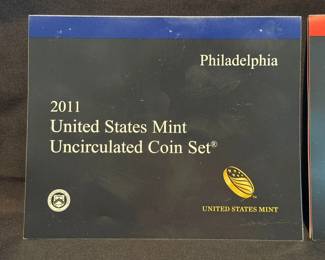 Philadelphia
2011
United States Mint
Uncirculated Coin Set®
UNITED STATES MINT